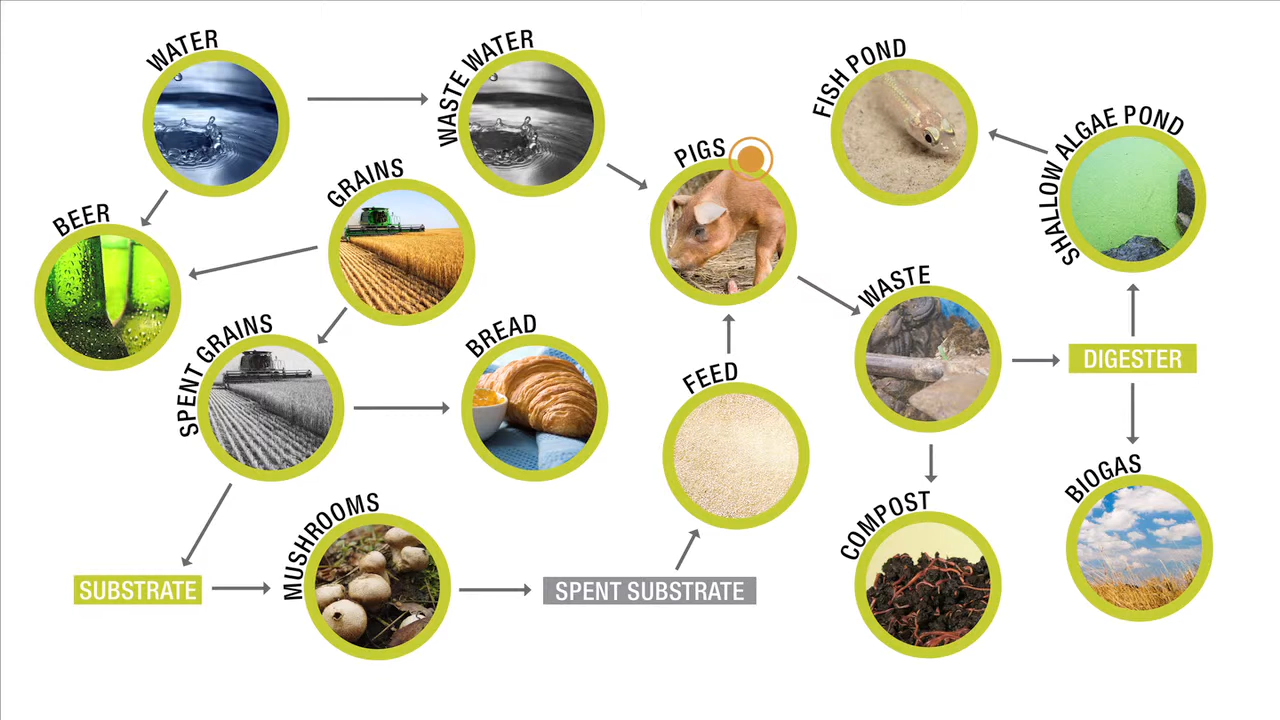 WATER
WASTE WATER
FISH POND
SHALLOW ALGAE POND
PIGS
GRAINS
BEER
WASTE
SPENT GRAINS
BREAD
DIGESTER
FEED
BIOGAS
MUSHROOMS
COMPOST
SUBSTRATE
SPENT SUBSTRATE